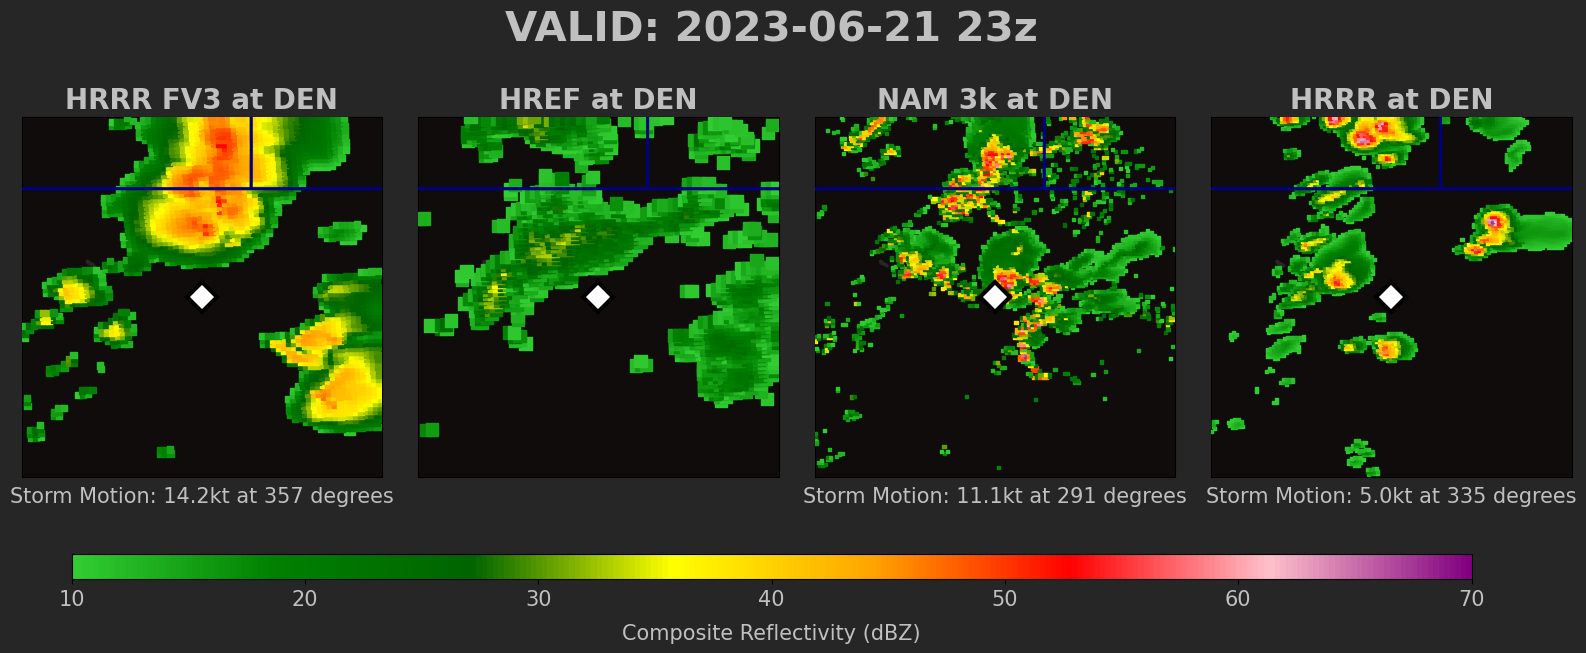 VALID: 2023-06-21 23z
HRRR FV3 at DEN
HREF at DEN
NAM 3k at DEN
HRRR at DEN
Storm Motion: 14.2kt at 357 degrees
Storm Motion: 11.1kt at 291 degrees
Storm Motion: 5.0kt at 335 degrees
10 20 30 40 50 60 70
Composite Reflectivity (dBZ)